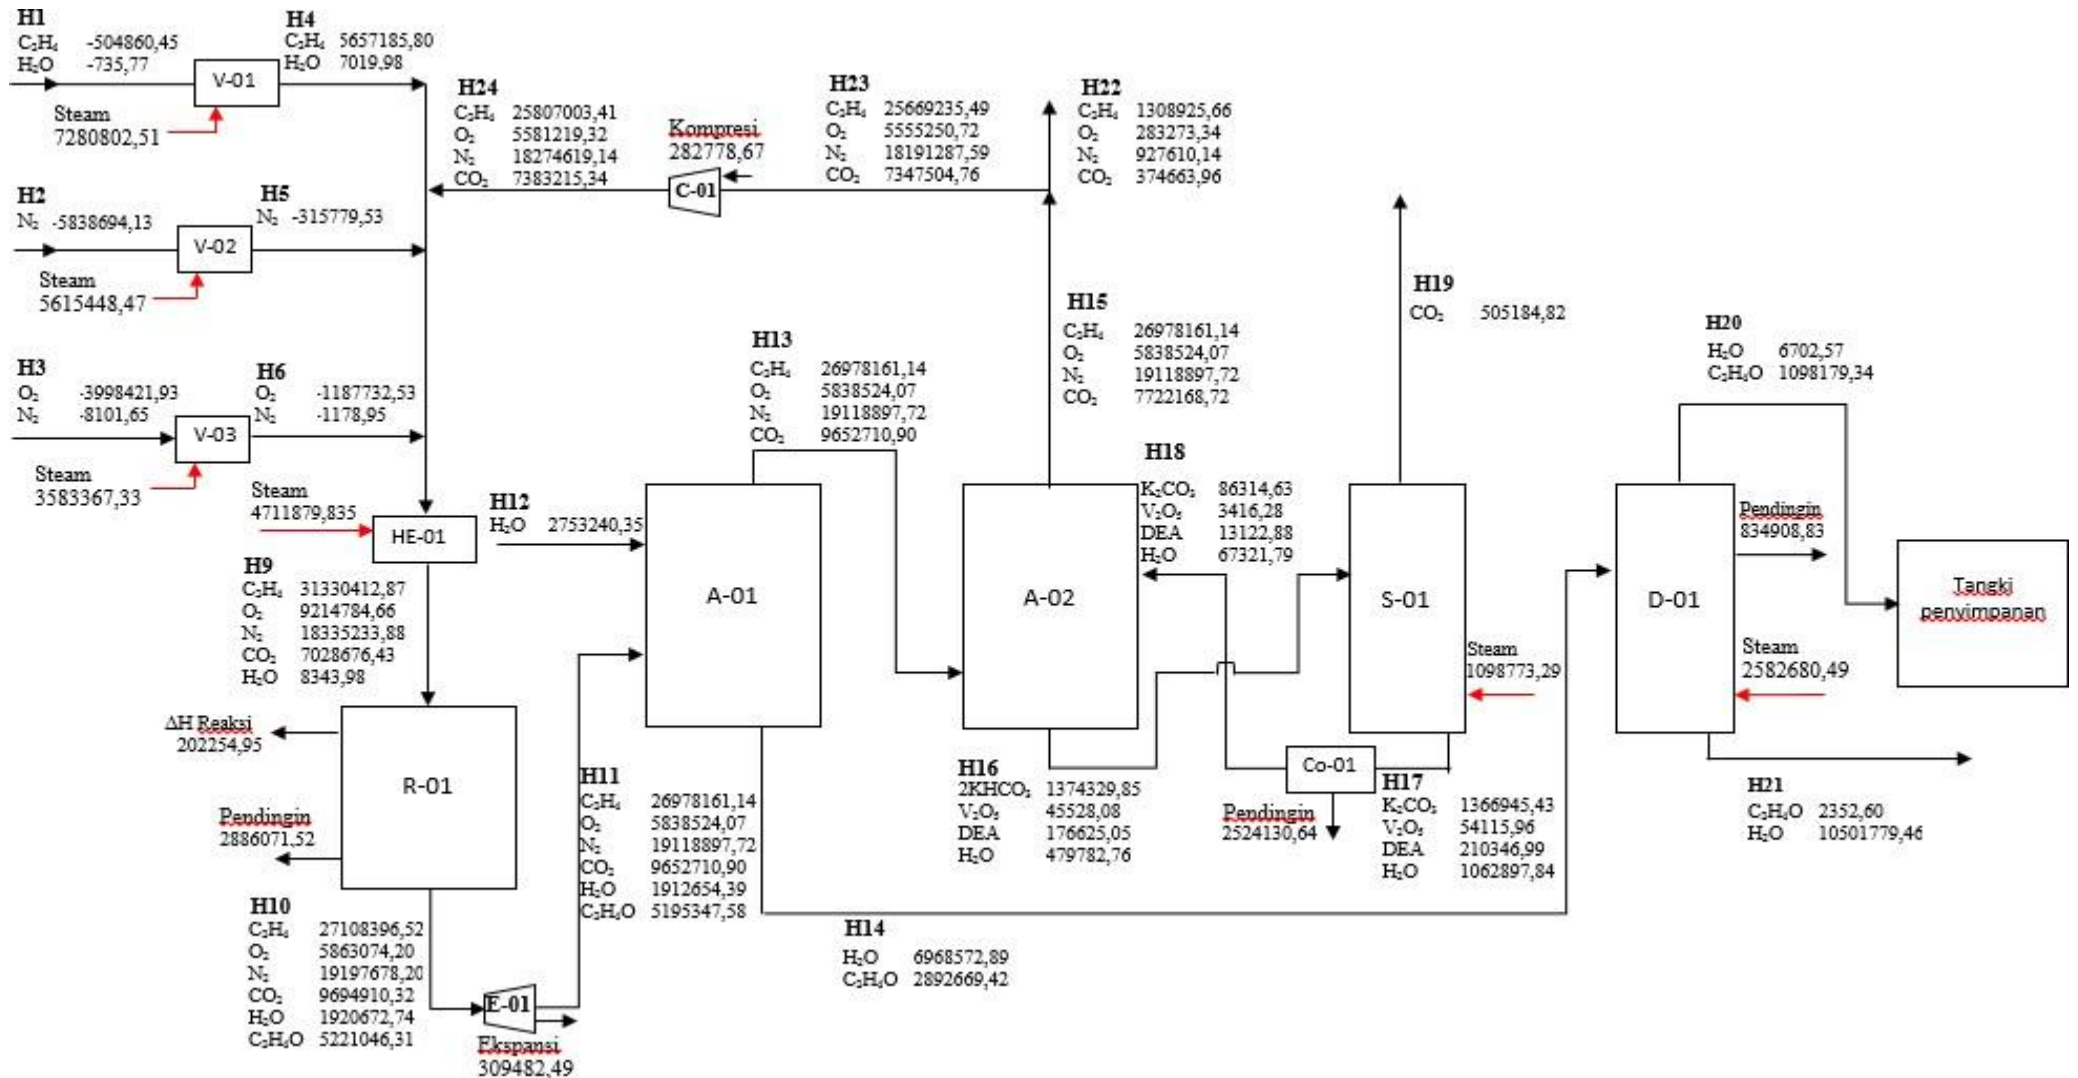 H1
C₂H₄ -504860,45
H₂O -735,77
V-01
Steam
7280802,51
H4
C₂H₄ 5657185,80
H₂O 7019,98
H2
N₂ -5838694,13
V-02
Steam
5615448,47
H5
N₂ -315779,53
H3
O₂ -3998421,93
N₂ -8101,65
V-03
Steam
3583367,33
H6
O₂ -1187732,53
N₂ -1178,95
H24
C₂H₄ 25807003,41
O₂ 5581219,32
N₂ 18274619,14
CO₂ 7383215,34
Kompresi
282778,67
C-01
H23
C₂H₄ 25669235,49
O₂ 5555250,72
N₂ 18191287,59
CO₂ 7347504,76
H22
C₂H₄ 1308925,66
O₂ 283273,34
N₂ 927610,14
CO₂ 374663,96
Steam
4711879,835
HE-01
H9
C₂H₄ 31330412,87
O₂ 9214784,66
N₂ 18335233,88
CO₂ 7028676,43
H₂O 8343,98
ΔH Reaksi
202254,95
R-01
Pendingin
2886071,52
H10
C₂H₄ 27108396,52
O₂ 5863074,20
N₂ 19197678,20
CO₂ 9694910,32
H₂O 1920672,74
C₂H₄O 5221046,31
E-01
Ekspansi
309482,49
H11
C₂H₄ 26978161,14
O₂ 5838524,07
N₂ 19118897,72
CO₂ 9652710,90
H₂O 1912654,39
C₂H₄O 5195347,58
H12
H₂O 2753240,35
A-01
H13
C₂H₄ 26978161,14
O₂ 5838524,07
N₂ 19118897,72
CO₂ 9652710,90
H14
H₂O 6968572,89
C₂H₄O 2892669,42
A-02
H15
C₂H₄ 26978161,14
O₂ 5838524,07
N₂ 19118897,72
CO₂ 7722168,72
H16
2KHCO₃ 1374329,85
V₂O₅ 45528,08
DEA 176625,05
H₂O 479782,76
H18
K₂CO₃ 86314,63
V₂O₅ 3416,28
DEA 13122,88
H₂O 67321,79
S-01
H19
CO₂ 505184,82
Steam
1098773,29
Co-01
Pendingin
2524130,64
H17
K₂CO₃ 1366945,43
V₂O₅ 54115,96
DEA 210346,99
H₂O 1062897,84
D-01
H20
H₂O 6702,57
C₂H₄O 1098179,34
Pendingin
834908,83
Steam
2582680,49
Tangki
penyimpanan
H21
C₂H₄O 2352,60
H₂O 10501779,46